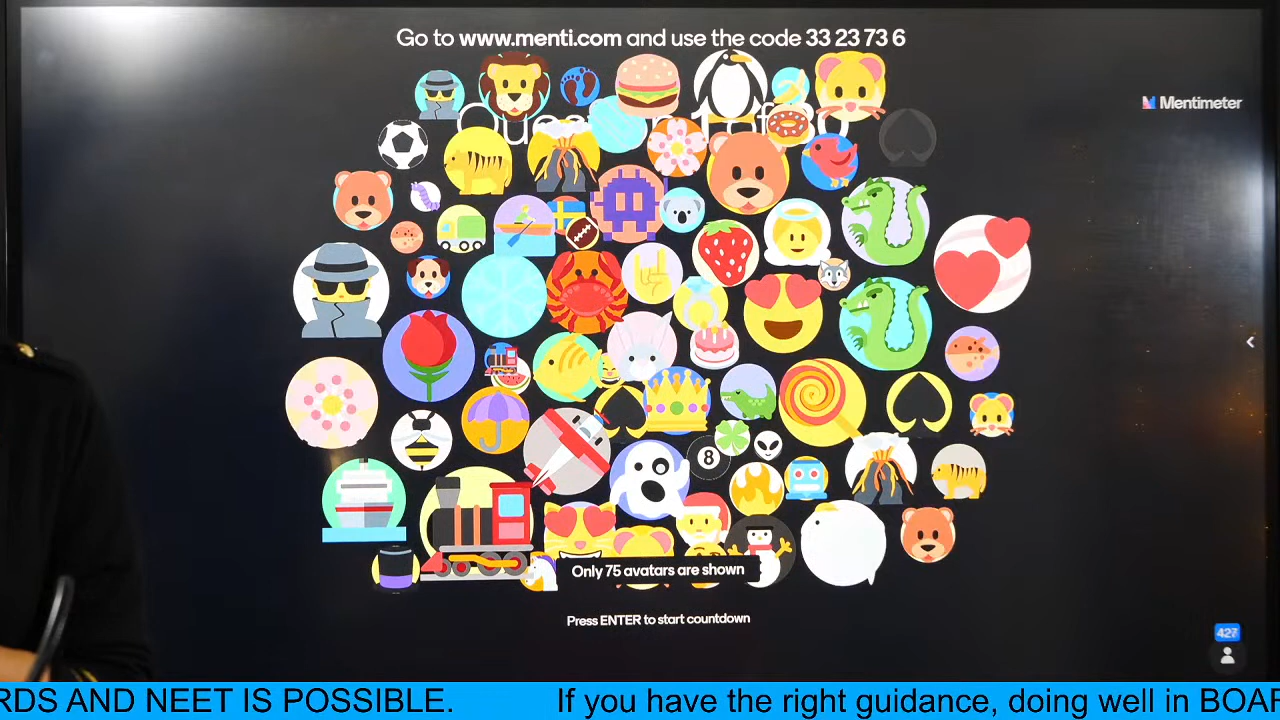 Go to www.menti.com and use the code 33 23 73 6
Mentimeter
8
Only 75 avatars are shown
Press ENTER to start countdown
427
RDS AND NEET IS POSSIBLE. If you have the right guidance, doing well in BOAR